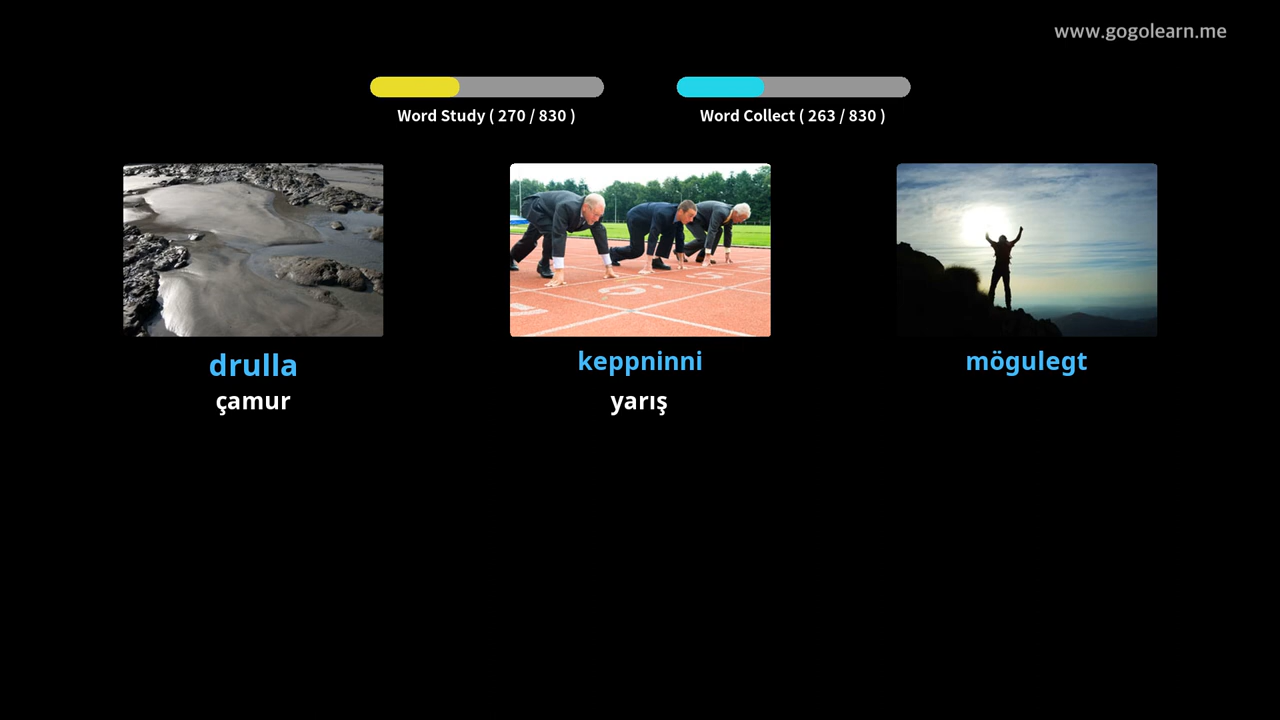 www.gogolearn.me
Word Study ( 270 / 830 )
Word Collect ( 263 / 830 )
drulla
keppninni
mögulegt
çamur
yarış